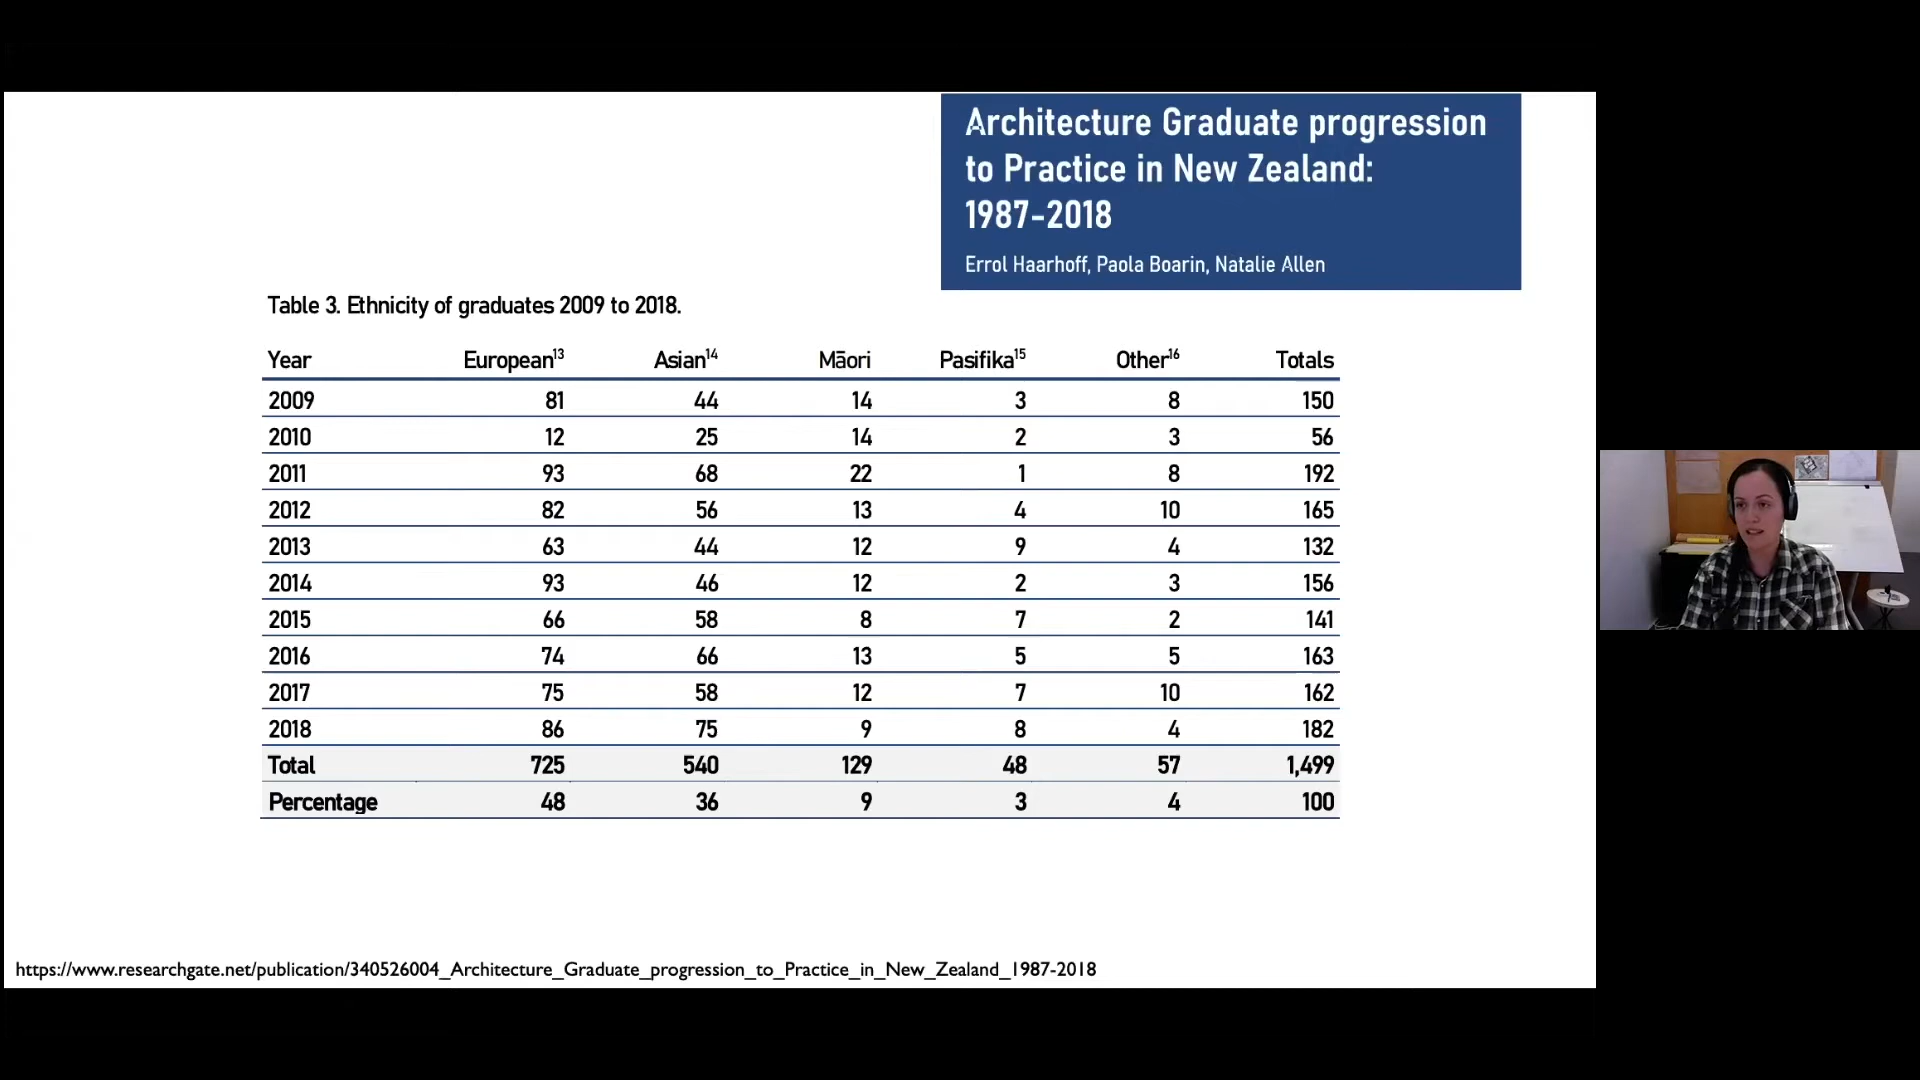 Architecture Graduate progression
to Practice in New Zealand:
1987-2018
Errol Haarhoff, Paola Boarin, Natalie Allen
Table 3. Ethnicity of graduates 2009 to 2018.
Year European13 Asian14 Māori Pasifika15 Other16 Totals
2009 81 44 14 3 8 150
2010 12 25 14 2 3 56
2011 93 68 22 1 8 192
2012 82 56 13 4 10 165
2013 63 44 12 9 4 132
2014 93 46 12 2 3 156
2015 66 58 8 7 2 141
2016 74 66 13 5 5 163
2017 75 58 12 7 10 162
2018 86 75 9 8 4 182
Total 725 540 129 48 57 1,499
Percentage 48 36 9 3 4 100
https://www.researchgate.net/publication/340526004_Architecture_Graduate_progression_to_Practice_in_New_Zealand_1987-2018